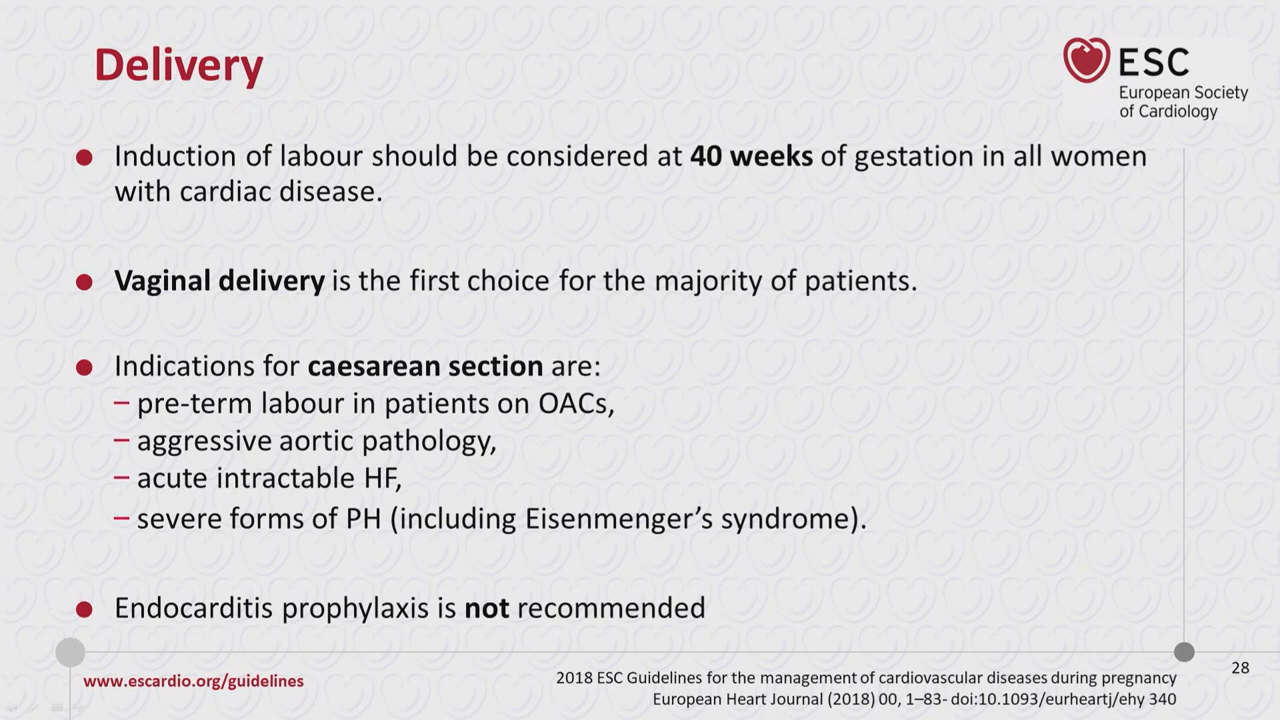 Delivery
ESC
European Society
of Cardiology
● Induction of labour should be considered at 40 weeks of gestation in all women
with cardiac disease.
● Vaginal delivery is the first choice for the majority of patients.
● Indications for caesarean section are:
– pre-term labour in patients on OACs,
– aggressive aortic pathology,
– acute intractable HF,
– severe forms of PH (including Eisenmenger’s syndrome).
● Endocarditis prophylaxis is not recommended
28
www.escardio.org/guidelines
2018 ESC Guidelines for the management of cardiovascular diseases during pregnancy
European Heart Journal (2018) 00, 1–83- doi:10.1093/eurheartj/ehy 340